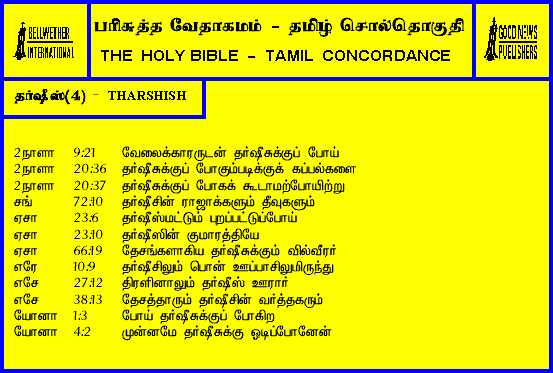 BELLWETHER INTERNATIONAL
பரிசுத்த வேதாகமம் - தமிழ் சொல்தொகுதி
THE HOLY BIBLE - TAMIL CONCORDANCE
GOOD NEWS PUBLISHERS
தர்ஷீஸ்(4) - THARSHISH
2நாளா 9:21 வேலைக்காரருடன் தர்ஷீசுக்குப் போய்
2நாளா 20:36 தர்ஷீசுக்குப் போகும்படிக்குக் கப்பல்களை
2நாளா 20:37 தர்ஷீசுக்குப் போகக் கூடாமற்போயிற்று
சங் 72:10 தர்ஷீசின் ராஜாக்களும் தீவுகளும்
ஏசா 23:6 தர்ஷீஸ்மட்டும் புறப்பட்டுப்போய்
ஏசா 23:10 தர்ஷீஸின் குமாரத்தியே
ஏசா 66:19 தேசங்களாகிய தர்ஷீசுக்கும் வில்வீரர்
எரே 10:9 தர்ஷீசிலும் பொன் ஊப்பாசிலுமிருந்து
எசே 27:12 திரளினாலும் தர்ஷீஸ் ஊரார்
எசே 38:13 தேசத்தாரும் தர்ஷீசின் வர்த்தகரும்
யோனா 1:3 போய் தர்ஷீசுக்குப் போகிற
யோனா 4:2 முன்னமே தர்ஷீசுக்கு ஓடிப்போனேன்